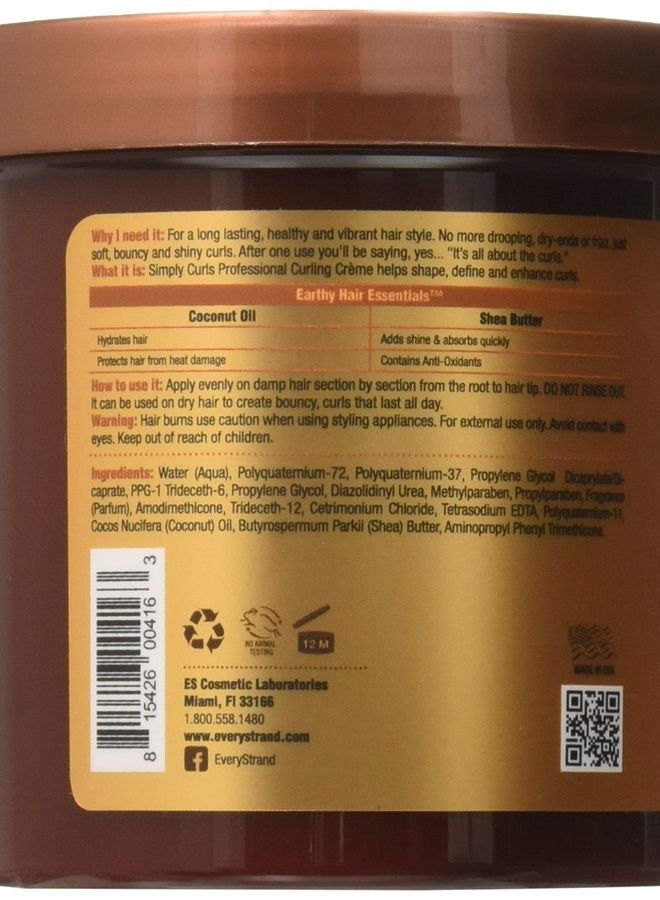 Why I need it: For a long lasting, healthy and vibrant hair style. No more drooping, dry-ends or frizz, just
soft, bouncy and shiny curls. After one use you'll be saying, yes... "It's all about the curls."
What it is: Simply Curls Professional Curling Crème helps shape, define and enhance curls.
Earthy Hair Essentials™
Coconut Oil Shea Butter
Hydrates hair Adds shine & absorbs quickly
Protects hair from heat damage Contains Anti-Oxidants
How to use it: Apply evenly on damp hair section by section from the root to hair tip. DO NOT RINSE OUT.
It can be used on dry hair to create bouncy, curls that last all day.
Warning: Hair burns use caution when using styling appliances. For external use only. Avoid contact with
eyes. Keep out of reach of children.
Ingredients: Water (Aqua), Polyquaternium-72, Polyquaternium-37, Propylene Glycol Dicaprylate/Di-
caprate, PPG-1 Trideceth-6, Propylene Glycol, Diazolidinyl Urea, Methylparaben, Propylparaben, Fragrance
(Parfum), Amodimethicone, Trideceth-12, Cetrimonium Chloride, Tetrasodium EDTA, Polyquaternium-11,
Cocos Nucifera (Coconut) Oil, Butyrospermum Parkii (Shea) Butter, Aminopropyl Phenyl Trimethicone.
8 15426 00416 3
NO ANIMAL
TESTING
12 M
MADE IN USA
ES Cosmetic Laboratories
Miami, Fl 33166
1.800.558.1480
www.everystrand.com
EveryStrand